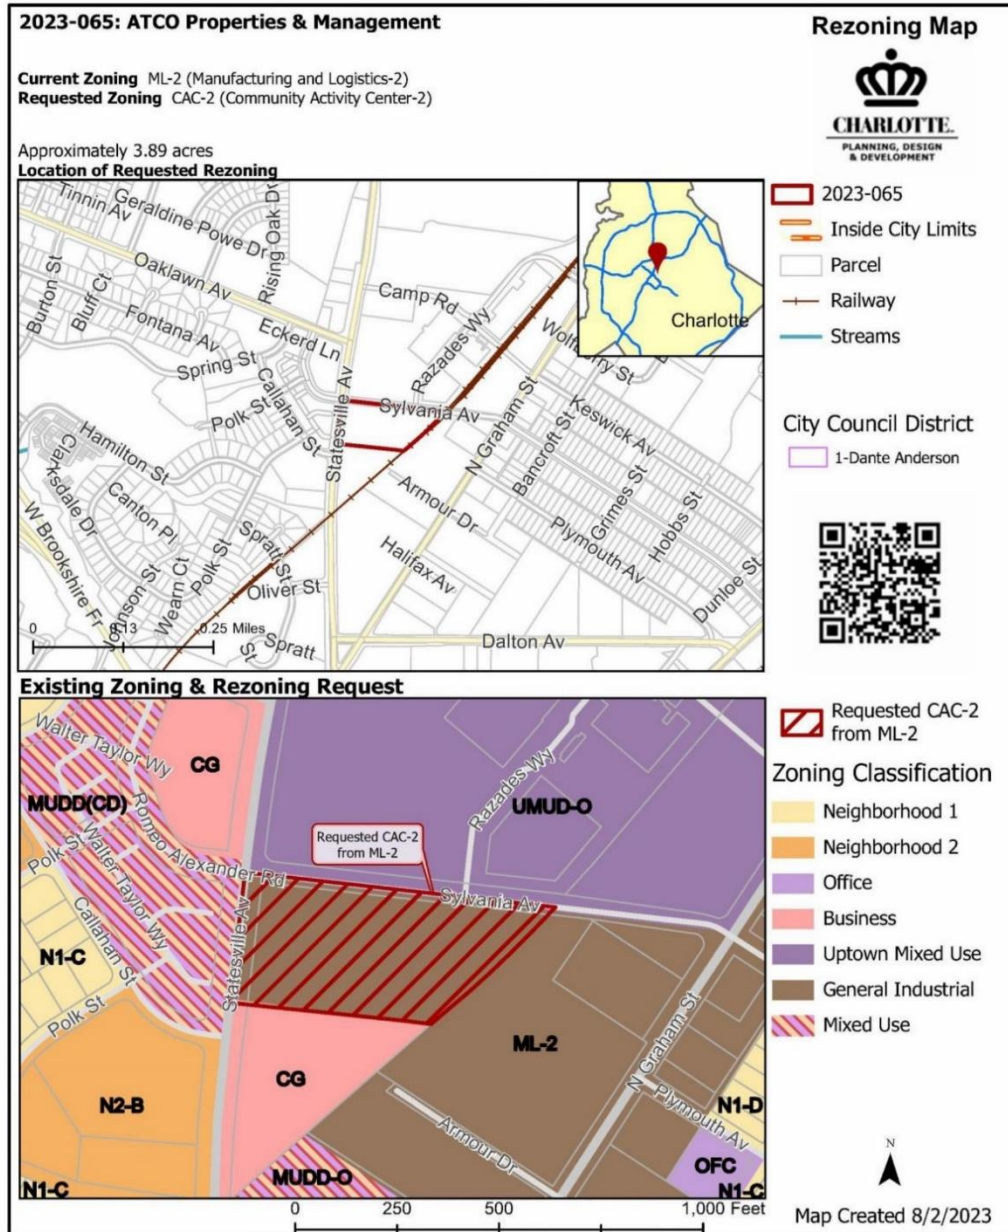 2023-065: ATCO Properties & Management
Current Zoning ML-2 (Manufacturing and Logistics-2)
Requested Zoning CAC-2 (Community Activity Center-2)
Approximately 3.89 acres
Location of Requested Rezoning
Rezoning Map
CHARLOTTE.
PLANNING, DESIGN
& DEVELOPMENT
Tinnin Av
Geraldine Powe Dr
Rising Oak Dr
Oaklawn Av
Burton St
Bluff Ct
Fontana Av
Eckerd Ln
Spring St
Callahan St
Polk St
Statesville Av
Camp Rd
Razades Wy
Sylvania Av
Wolfberry St
Keswick Av
N Graham St
Bancroft St
Grimes St
Hobbs St
Plymouth Av
Dunloe St
Hamilton St
Clarksdale Dr
Canton Pl
W Brookshire Fr
Johnson St
Wearn Ct
Polk St
Spratt St
Oliver St
Spratt
St
Armour Dr
Halifax Av
Dalton Av
Charlotte
0
0.13
0.25 Miles
2023-065
Inside City Limits
Parcel
Railway
Streams
City Council District
1-Dante Anderson
Existing Zoning & Rezoning Request
Walter Taylor Wy
CG
MUDD(CD)
Romeo Alexander Rd
Polk St
Walter Taylor Wy
Callahan St
N1-C
Polk St
Statesville Av
N2-B
N1-C
Requested CAC-2
from ML-2
UMUD-O
Razades Wy
Sylvania Av
CG
ML-2
N Graham St
Plymouth Av
Armour Dr
MUDD-O
N1-D
OFC
N1-C
0
250
500
1,000 Feet
Requested CAC-2
from ML-2
Zoning Classification
Neighborhood 1
Neighborhood 2
Office
Business
Uptown Mixed Use
General Industrial
Mixed Use
N
Map Created 8/2/2023